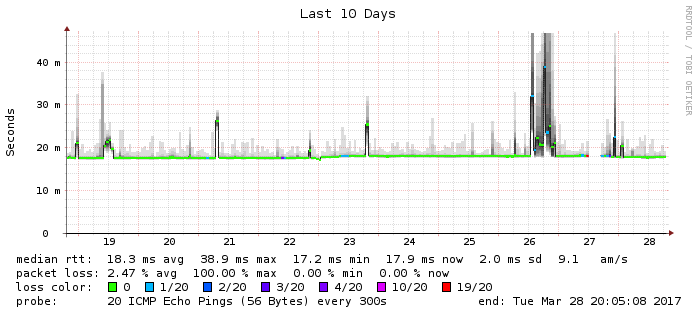 Last 10 Days
RRDTOOL / TOBI OETIKER
Seconds
40 m
30 m
20 m
10 m
0
19 20 21 22 23 24 25 26 27 28
median rtt: 18.3 ms avg 38.9 ms max 17.2 ms min 17.9 ms now 2.0 ms sd 9.1 am/s
packet loss: 2.47 % avg 100.00 % max 0.00 % min 0.00 % now
loss color: 0 1/20 2/20 3/20 4/20 10/20 19/20
probe: 20 ICMP Echo Pings (56 Bytes) every 300s end: Tue Mar 28 20:05:08 2017